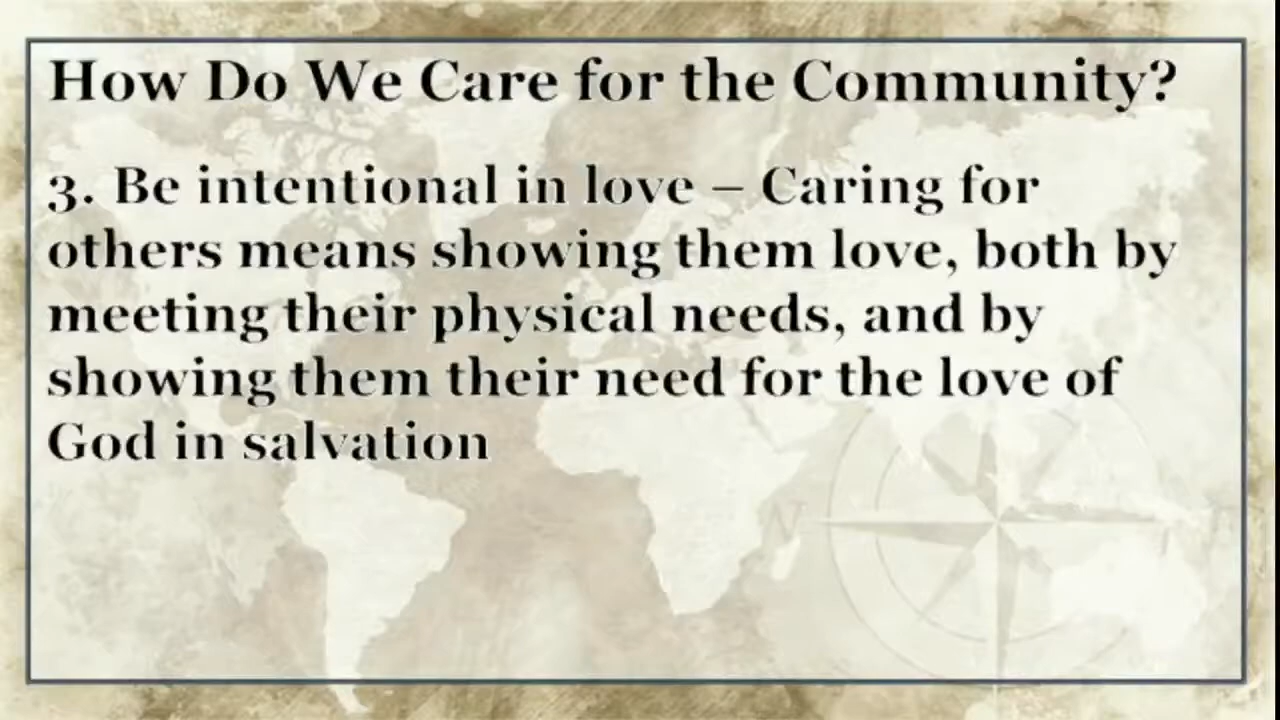 How Do We Care for the Community?
3. Be intentional in love – Caring for
others means showing them love, both by
meeting their physical needs, and by
showing them their need for the love of
God in salvation
N